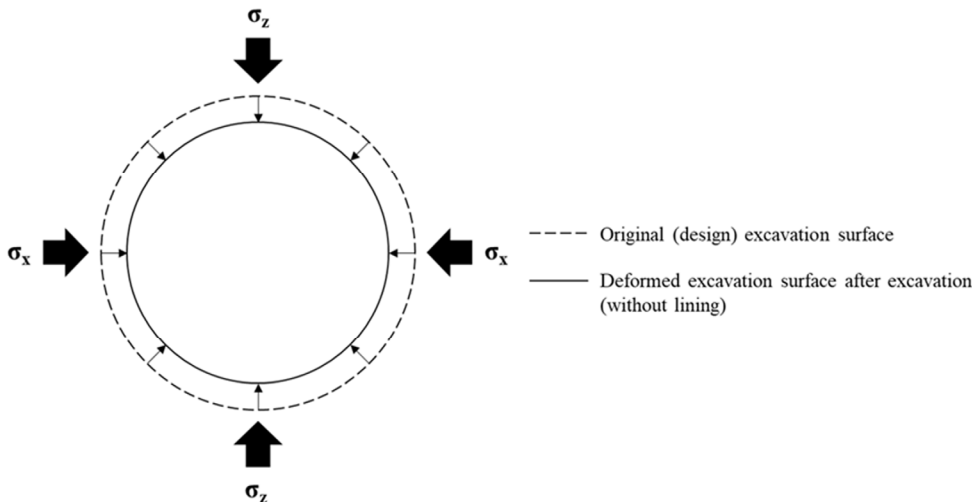 σz
σx
σx
Original (design) excavation surface
Deformed excavation surface after excavation
(without lining)
σz